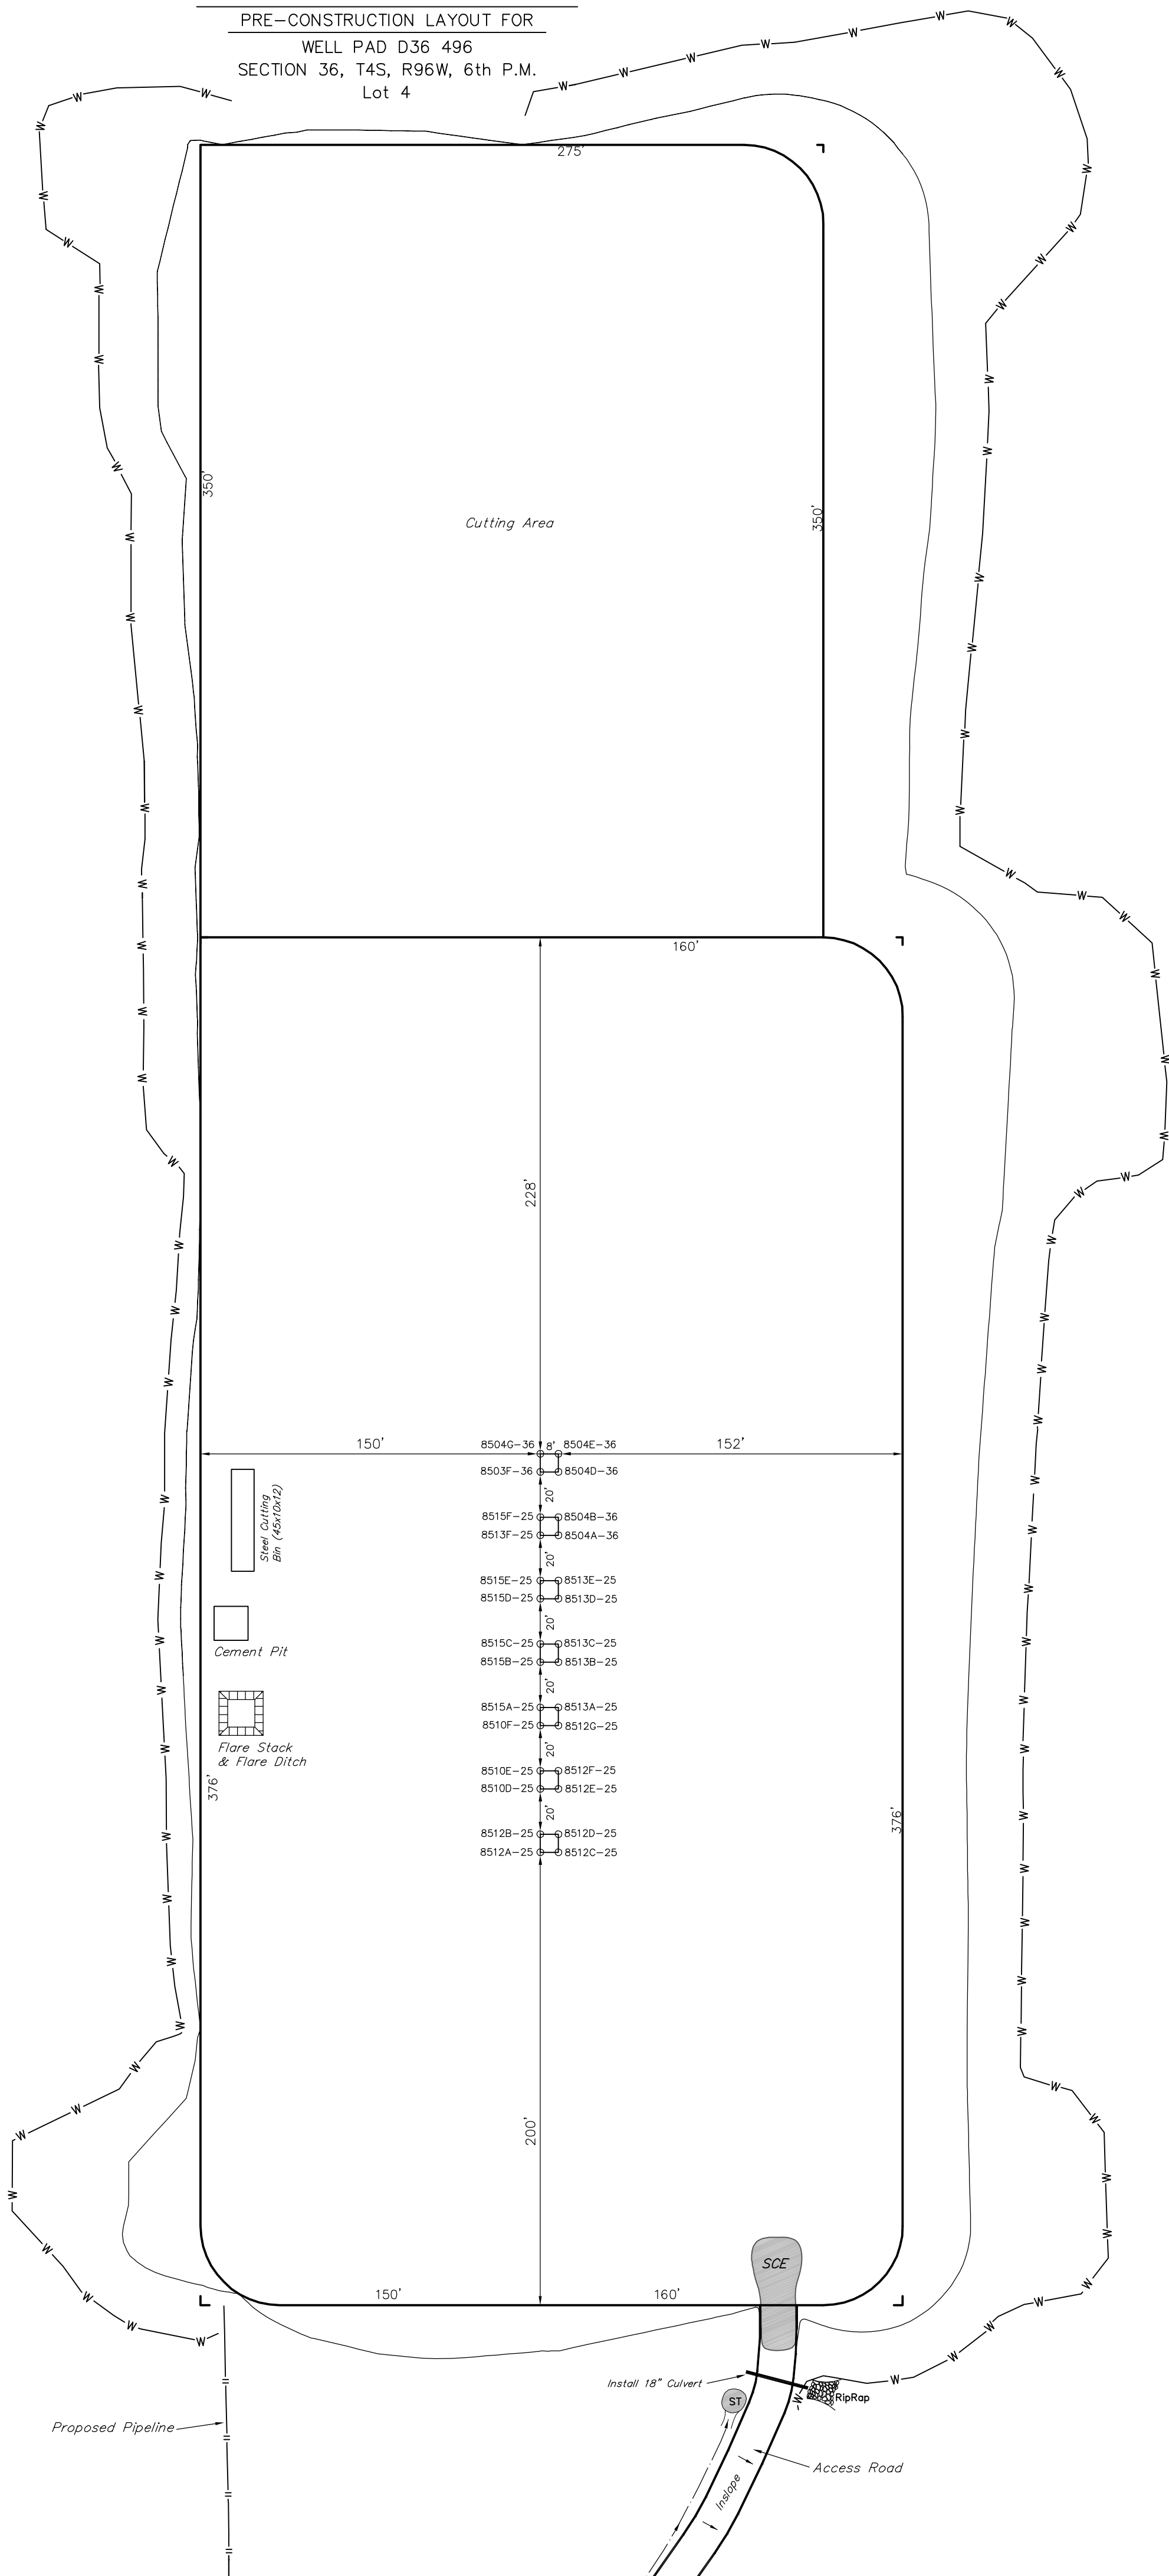 PRE-CONSTRUCTION LAYOUT FOR
WELL PAD D36 496
SECTION 36, T4S, R96W, 6th P.M.
Lot 4
275'
350'
350'
Cutting Area
160'
228'
150'
152'
8504G-36 8' 8504E-36
8503F-36 8504D-36
20'
8515F-25 8504B-36
8513F-25 8504A-36
20'
8515E-25 8513E-25
8515D-25 8513D-25
20'
8515C-25 8513C-25
8515B-25 8513B-25
20'
8515A-25 8513A-25
8510F-25 8512G-25
20'
8510E-25 8512F-25
8510D-25 8512E-25
20'
8512B-25 8512D-25
8512A-25 8512C-25
Steel Cutting
Bin (45x10x12)
Cement Pit
Flare Stack
& Flare Ditch
376'
376'
200'
SCE
150'
160'
Install 18" Culvert
ST
RipRap
Proposed Pipeline
Access Road
Inslope